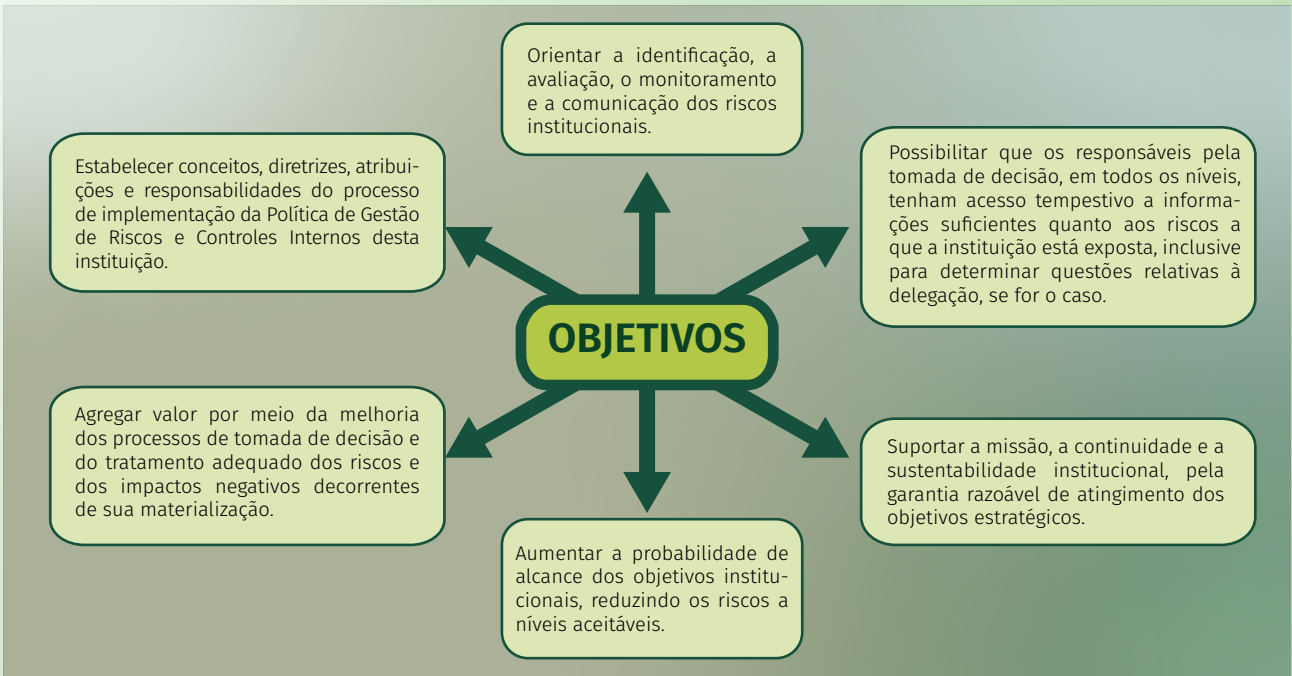 Orientar a identificação, a
avaliação, o monitoramento
e a comunicação dos riscos
institucionais.
Estabelecer conceitos, diretrizes, atribui-
ções e responsabilidades do processo
de implementação da Política de Gestão
de Riscos e Controles Internos desta
instituição.
Possibilitar que os responsáveis pela
tomada de decisão, em todos os níveis,
tenham acesso tempestivo a informa-
ções suficientes quanto aos riscos a
que a instituição está exposta, inclusive
para determinar questões relativas à
delegação, se for o caso.
OBJETIVOS
Agregar valor por meio da melhoria
dos processos de tomada de decisão e
do tratamento adequado dos riscos e
dos impactos negativos decorrentes
de sua materialização.
Suportar a missão, a continuidade e a
sustentabilidade institucional, pela
garantia razoável de atingimento dos
objetivos estratégicos.
Aumentar a probabilidade de
alcance dos objetivos institu-
cionais, reduzindo os riscos a
níveis aceitáveis.